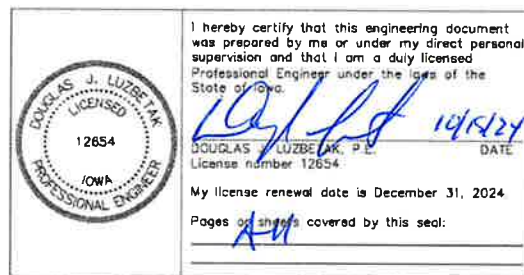 DOUGLAS J. LUZBETAK
LICENSED
12654
IOWA
PROFESSIONAL ENGINEER
I hereby certify that this engineering document
was prepared by me or under my direct personal
supervision and that I am a duly licensed
Professional Engineer under the laws of the
State of Iowa.
10/15/24
DOUGLAS J. LUZBETAK, P.E. DATE
License number 12654
My license renewal date is December 31, 2024
Pages or sheets covered by this seal:
All